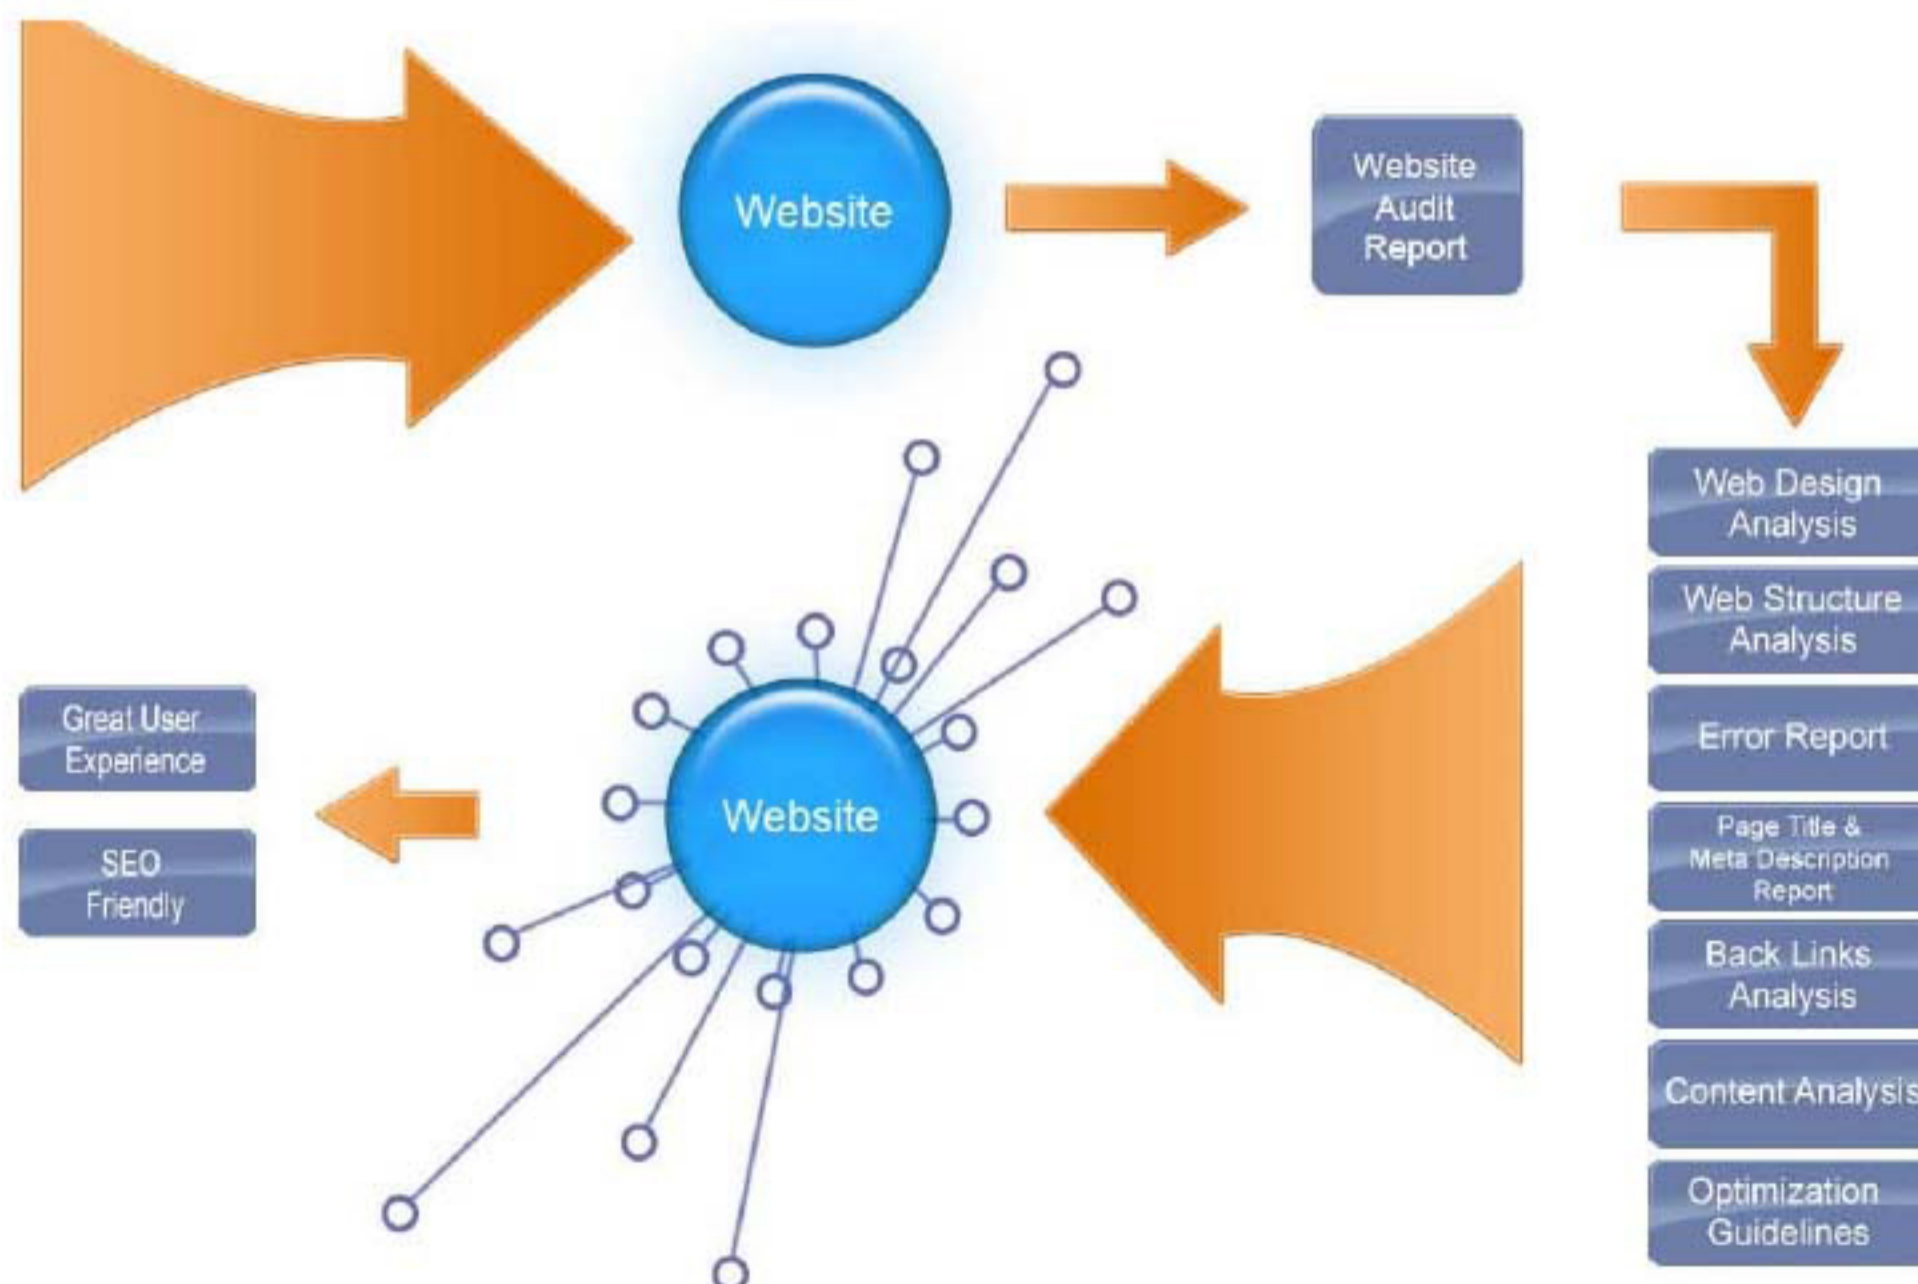 Website
Website
Audit
Report
Web Design
Analysis
Web Structure
Analysis
Error Report
Page Title &
Meta Description
Report
Back Links
Analysis
Content Analysis
Optimization
Guidelines
Website
Great User
Experience
SEO
Friendly